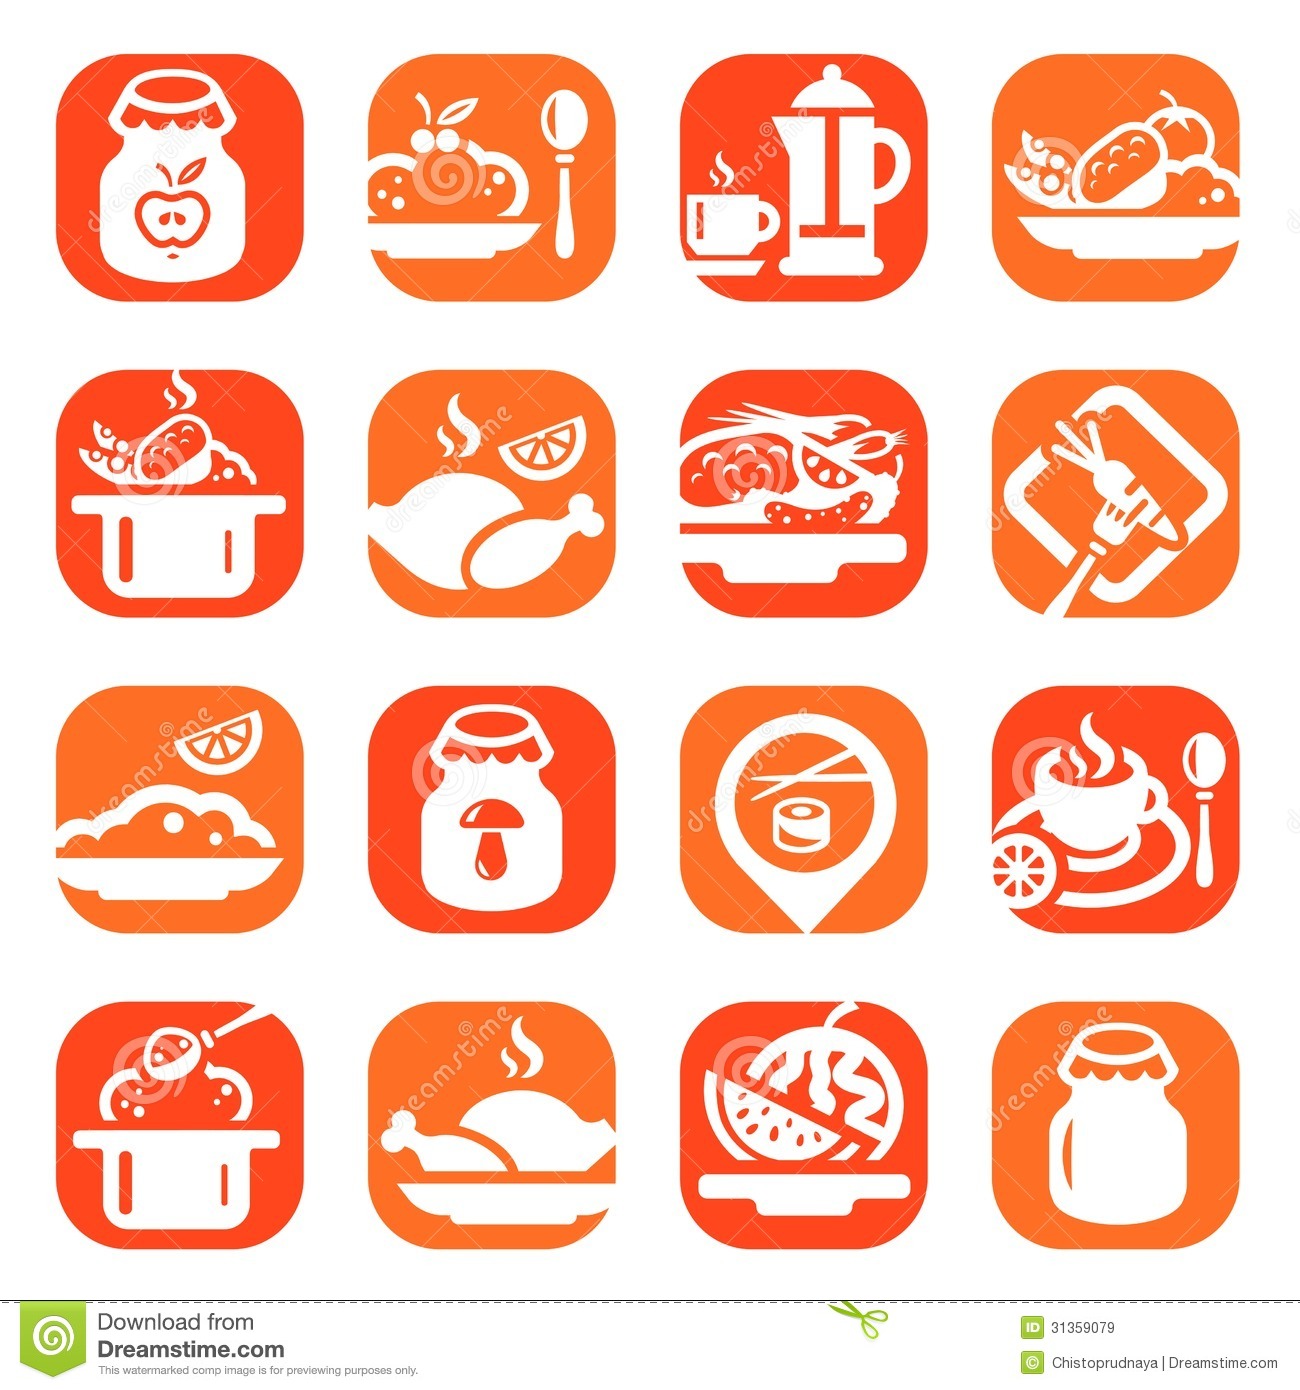 Download from
Dreamstime.com
This watermarked comp image is for previewing purposes only.
ID 31359079
© Chistoprudnaya | Dreamstime.com